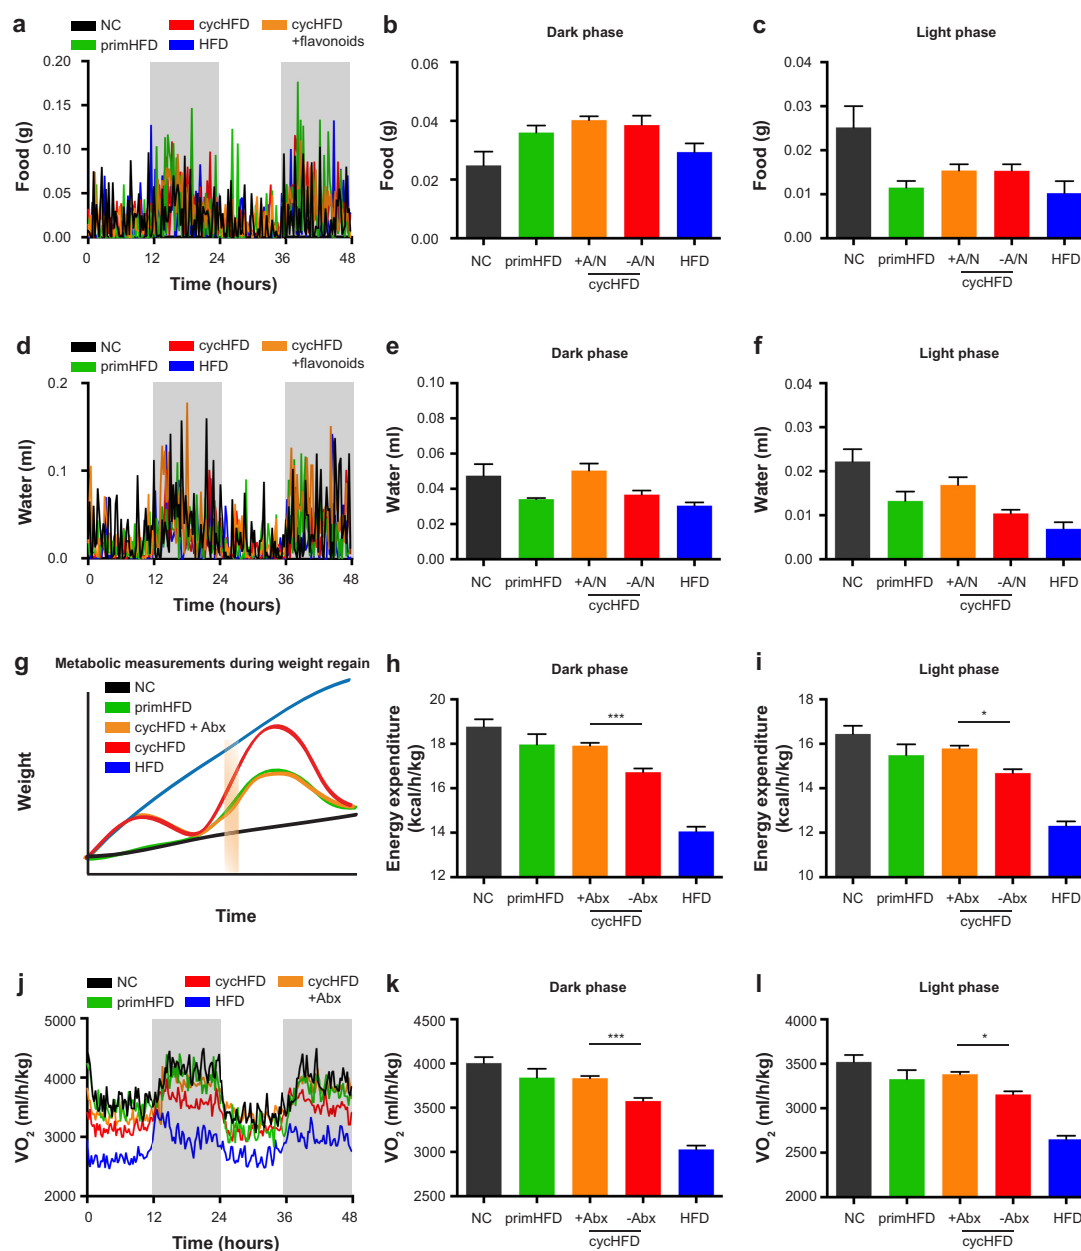 a
NC
cycHFD
cycHFD
+flavonoids
primHFD
HFD
Food (g)
0.20
0.15
0.10
0.05
0.00
0
12
24
36
48
Time (hours)
b
Dark phase
Food (g)
0.06
0.04
0.02
0.00
NC
primHFD
+A/N
-A/N
HFD
cycHFD
c
Light phase
Food (g)
0.04
0.03
0.02
0.01
0.00
NC
primHFD
+A/N
-A/N
HFD
cycHFD
d
NC
cycHFD
cycHFD
+flavonoids
primHFD
HFD
Water (ml)
0.2
0.1
0.0
0
12
24
36
48
Time (hours)
e
Dark phase
Water (ml)
0.10
0.08
0.06
0.04
0.02
0.00
NC
primHFD
+A/N
-A/N
HFD
cycHFD
f
Light phase
Water (ml)
0.04
0.03
0.02
0.01
0.00
NC
primHFD
+A/N
-A/N
HFD
cycHFD
g
Metabolic measurements during weight regain
NC
primHFD
cycHFD + Abx
cycHFD
HFD
Weight
Time
h
Dark phase
Energy expenditure
(kcal/h/kg)
20
18
16
14
12
***
NC
primHFD
+Abx
-Abx
HFD
cycHFD
i
Light phase
Energy expenditure
(kcal/h/kg)
18
16
14
12
10
*
NC
primHFD
+Abx
-Abx
HFD
cycHFD
j
NC
cycHFD
cycHFD
+Abx
primHFD
HFD
VO2 (ml/h/kg)
5000
4000
3000
2000
0
12
24
36
48
Time (hours)
k
Dark phase
VO2 (ml/h/kg)
4500
4000
3500
3000
2500
***
NC
primHFD
+Abx
-Abx
HFD
cycHFD
l
Light phase
VO2 (ml/h/kg)
4000
3500
3000
2500
2000
*
NC
primHFD
+Abx
-Abx
HFD
cycHFD